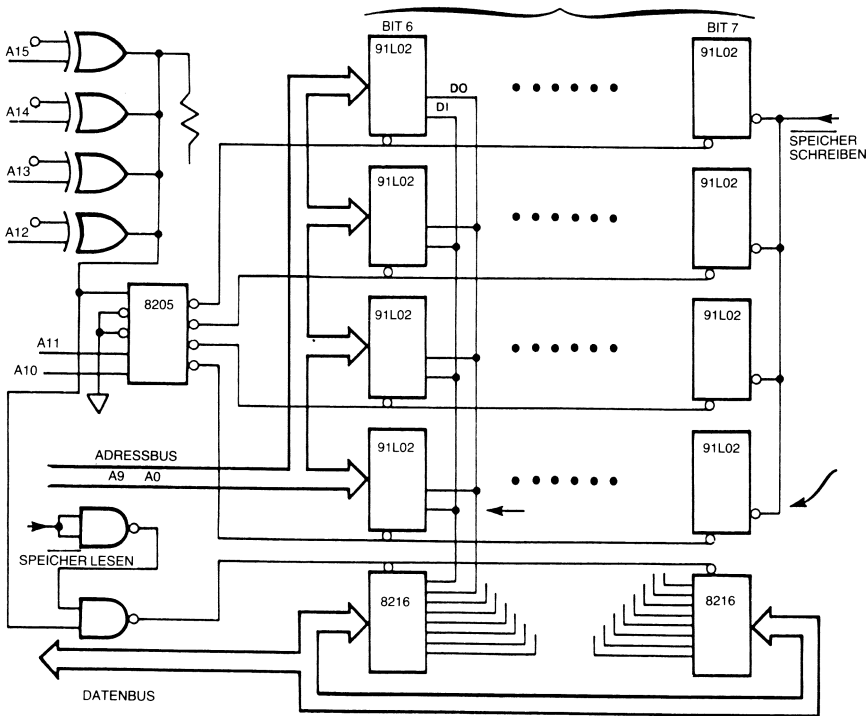 BIT 6
BIT 7
A15
91L02
91L02
DO
DI
A14
SPEICHER
SCHREIBEN
A13
91L02
91L02
A12
8205
91L02
91L02
A11
A10
91L02
91L02
ADRESSBUS
A9 A0
SPEICHER LESEN
8216
8216
DATENBUS